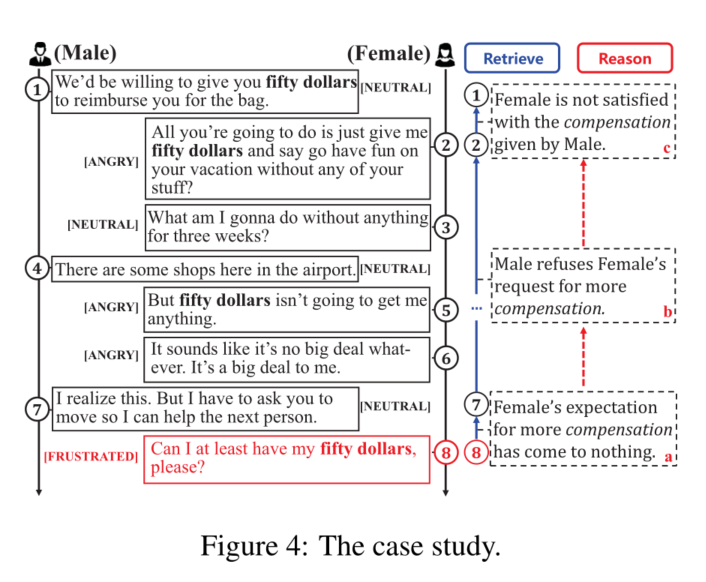 (Male)
(Female)
Retrieve
Reason
1
We'd be willing to give you fifty dollars
to reimburse you for the bag.
[NEUTRAL]
All you're going to do is just give me
fifty dollars and say go have fun on
your vacation without any of your
stuff?
[ANGRY]
2
[NEUTRAL]
What am I gonna do without anything
for three weeks?
3
4
There are some shops here in the airport.
[NEUTRAL]
[ANGRY]
But fifty dollars isn't going to get me
anything.
5
[ANGRY]
It sounds like it's no big deal what-
ever. It's a big deal to me.
6
7
I realize this. But I have to ask you to
move so I can help the next person.
[NEUTRAL]
[FRUSTRATED]
Can I at least have my fifty dollars,
please?
8
1
2
Female is not satisfied
with the compensation
given by Male.
c
Male refuses Female's
request for more
compensation.
b
...
7
8
Female's expectation
for more compensation
has come to nothing.
a
Figure 4: The case study.